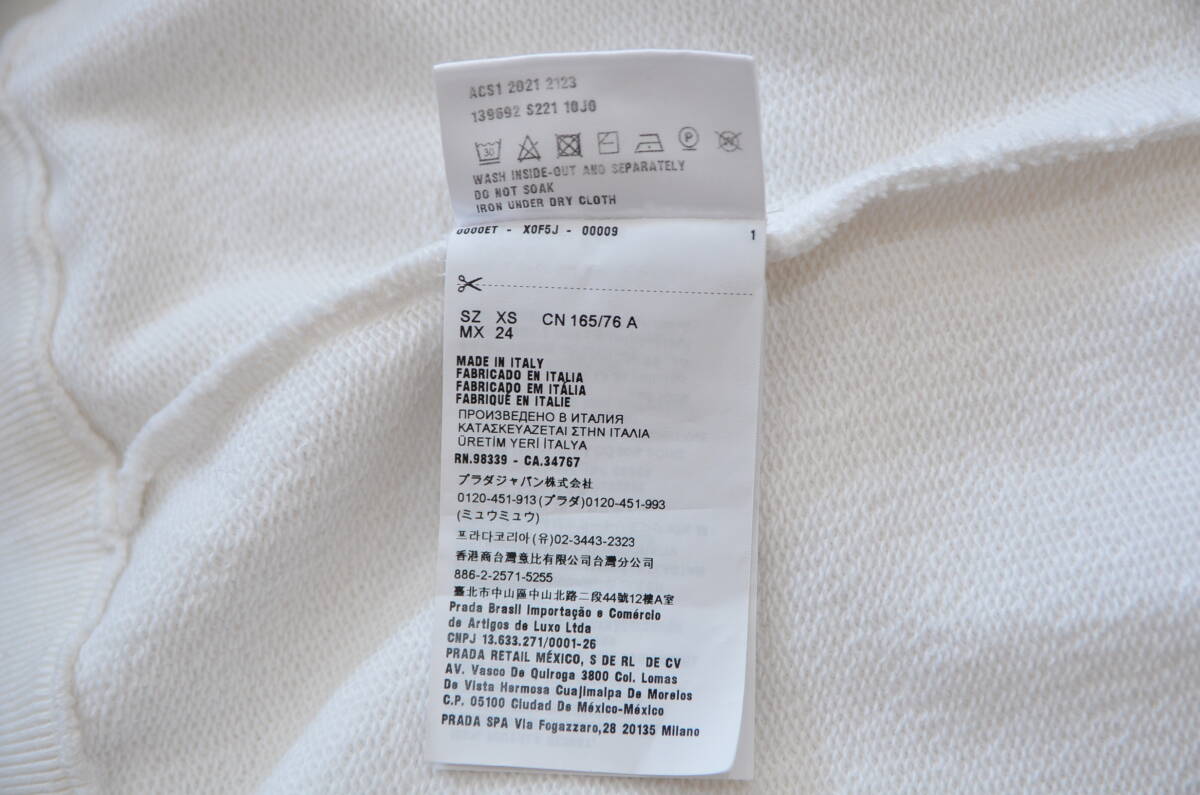 ACS1 2021 2123
139692 S221 10J0
30
P
WASH INSIDE-OUT AND SEPARATELY
DO NOT SOAK
IRON UNDER DRY CLOTH
0000ET - X0F5J - 00009 1
SZ XS CN 165/76 A
MX 24
MADE IN ITALY
FABRICADO EN ITALIA
FABRICADO EM ITÁLIA
FABRIQUÉ EN ITALIE
ПРОИЗВЕДЕНО В ИТАЛИЯ
ΚΑΤΑΣΚΕΥΑΖΕΤΑΙ ΣΤΗΝ ΙΤΑΛΙΑ
ÜRETİM YERİ İTALYA
RN.98339 - CA.34767
プラダジャパン株式会社
0120-451-913(プラダ)0120-451-993
(ミュウミュウ)
프라다코리아(유)02-3443-2323
香港商台灣意比有限公司台灣分公司
886-2-2571-5255
臺北市中山區中山北路二段44號12樓A室
Prada Brasil Importação e Comércio
de Artigos de Luxo Ltda
CNPJ 13.633.271/0001-26
PRADA RETAIL MÉXICO, S DE RL DE CV
AV. Vasco De Quiroga 3800 Col. Lomas
De Vista Hermosa Cuajimalpa De Morelos
C.P. 05100 Ciudad De México-México
PRADA SPA Via Fogazzaro,28 20135 Milano